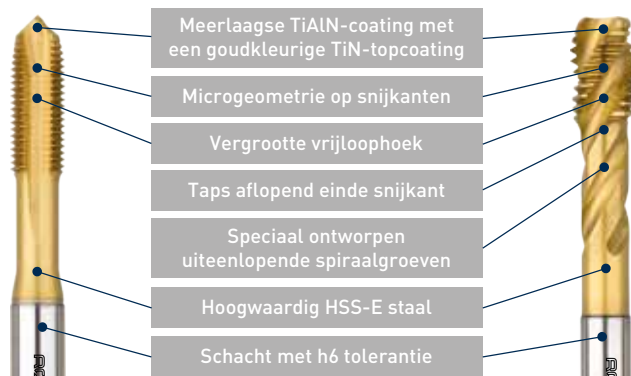 Meerlaagse TiAlN-coating met
een goudkleurige TiN-topcoating
Microgeometrie op snijkanten
Vergrootte vrijloophoek
Taps aflopend einde snijkant
Speciaal ontworpen
uiteenlopende spiraalgroeven
Hoogwaardig HSS-E staal
Schacht met h6 tolerantie